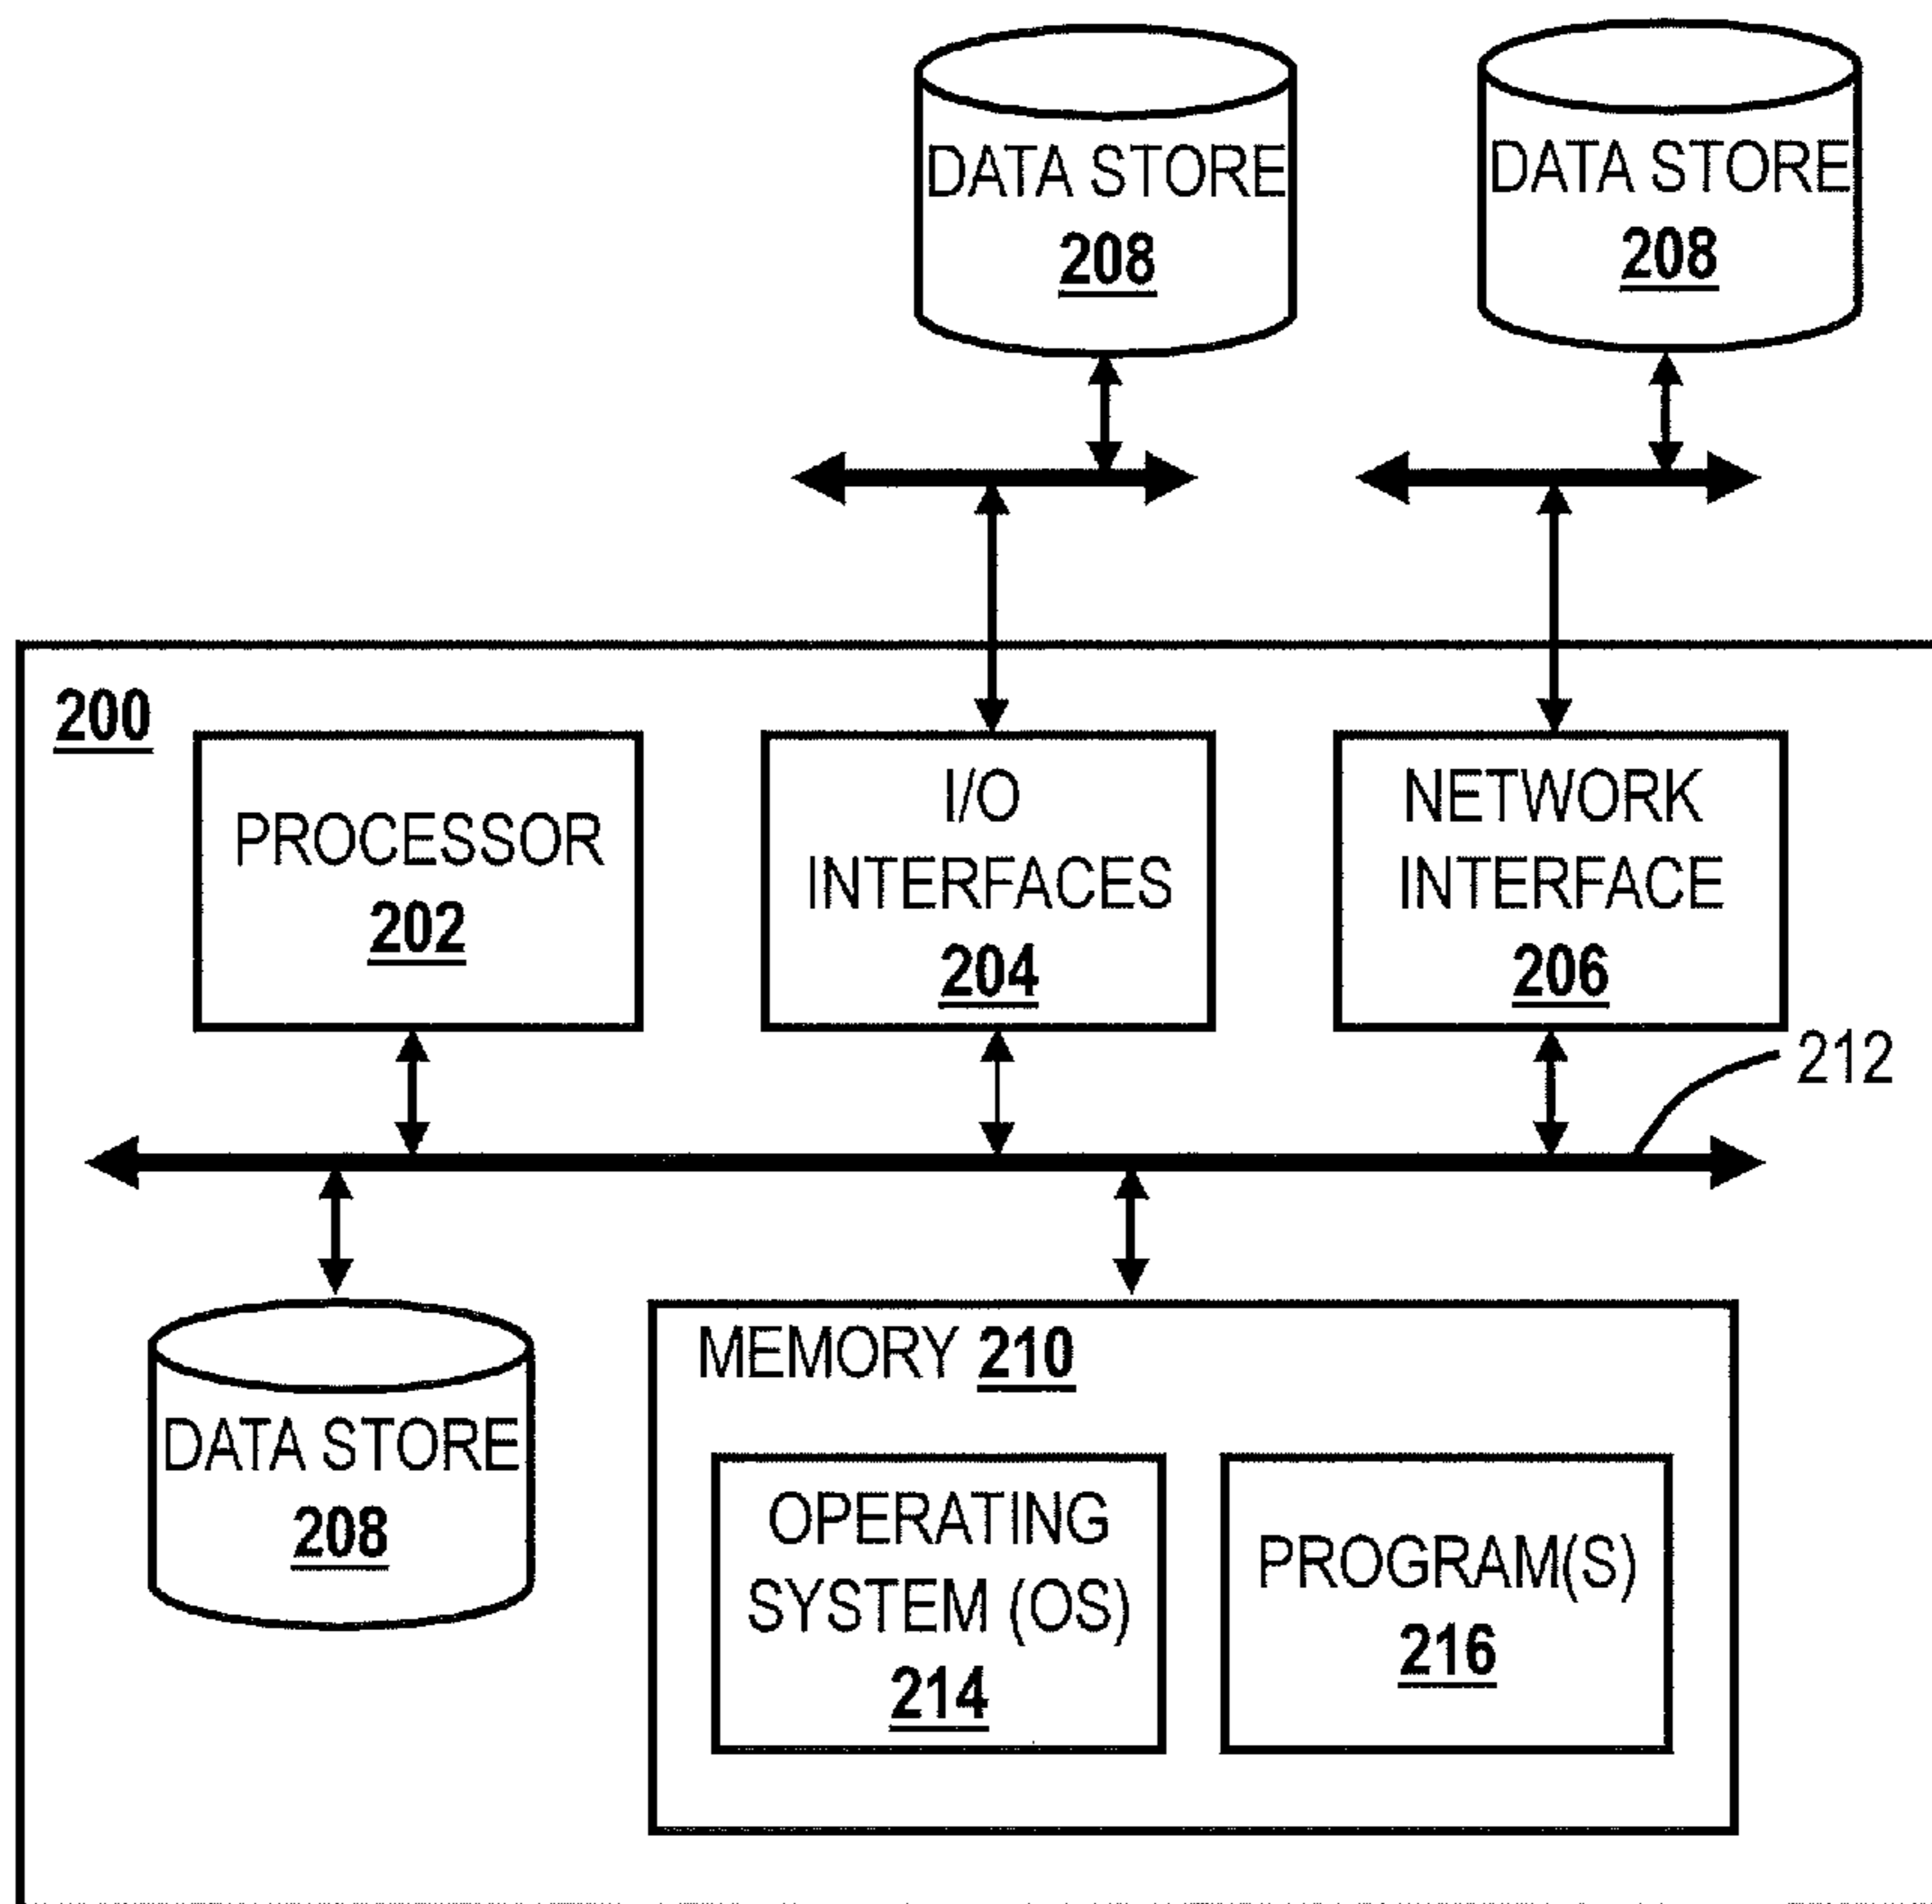 DATA STORE
208
DATA STORE
208
200
PROCESSOR
202
I/O
INTERFACES
204
NETWORK
INTERFACE
206
212
DATA STORE
208
MEMORY 210
OPERATING
SYSTEM (OS)
214
PROGRAM(S)
216